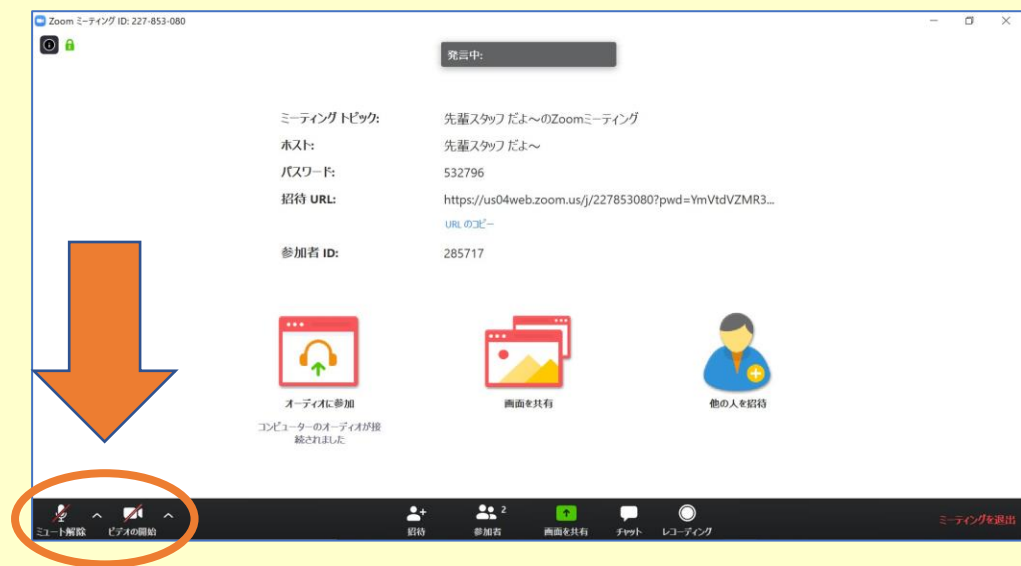 Zoom ミーティング ID: 227-853-080
発言中:
ミーティング トピック: 先輩スタッフ だよ～のZoomミーティング
ホスト: 先輩スタッフ だよ～
パスワード: 532796
招待 URL: https://us04web.zoom.us/j/227853080?pwd=YmVtdVZMR3...
URL のコピー
参加者 ID: 285717
オーディオに参加 画面を共有 他の人を招待
コンピューターのオーディオが接
続されました
ミュート解除 ビデオの開始 招待 参加者 2 画面を共有 チャット レコーディング ミーティングを退出